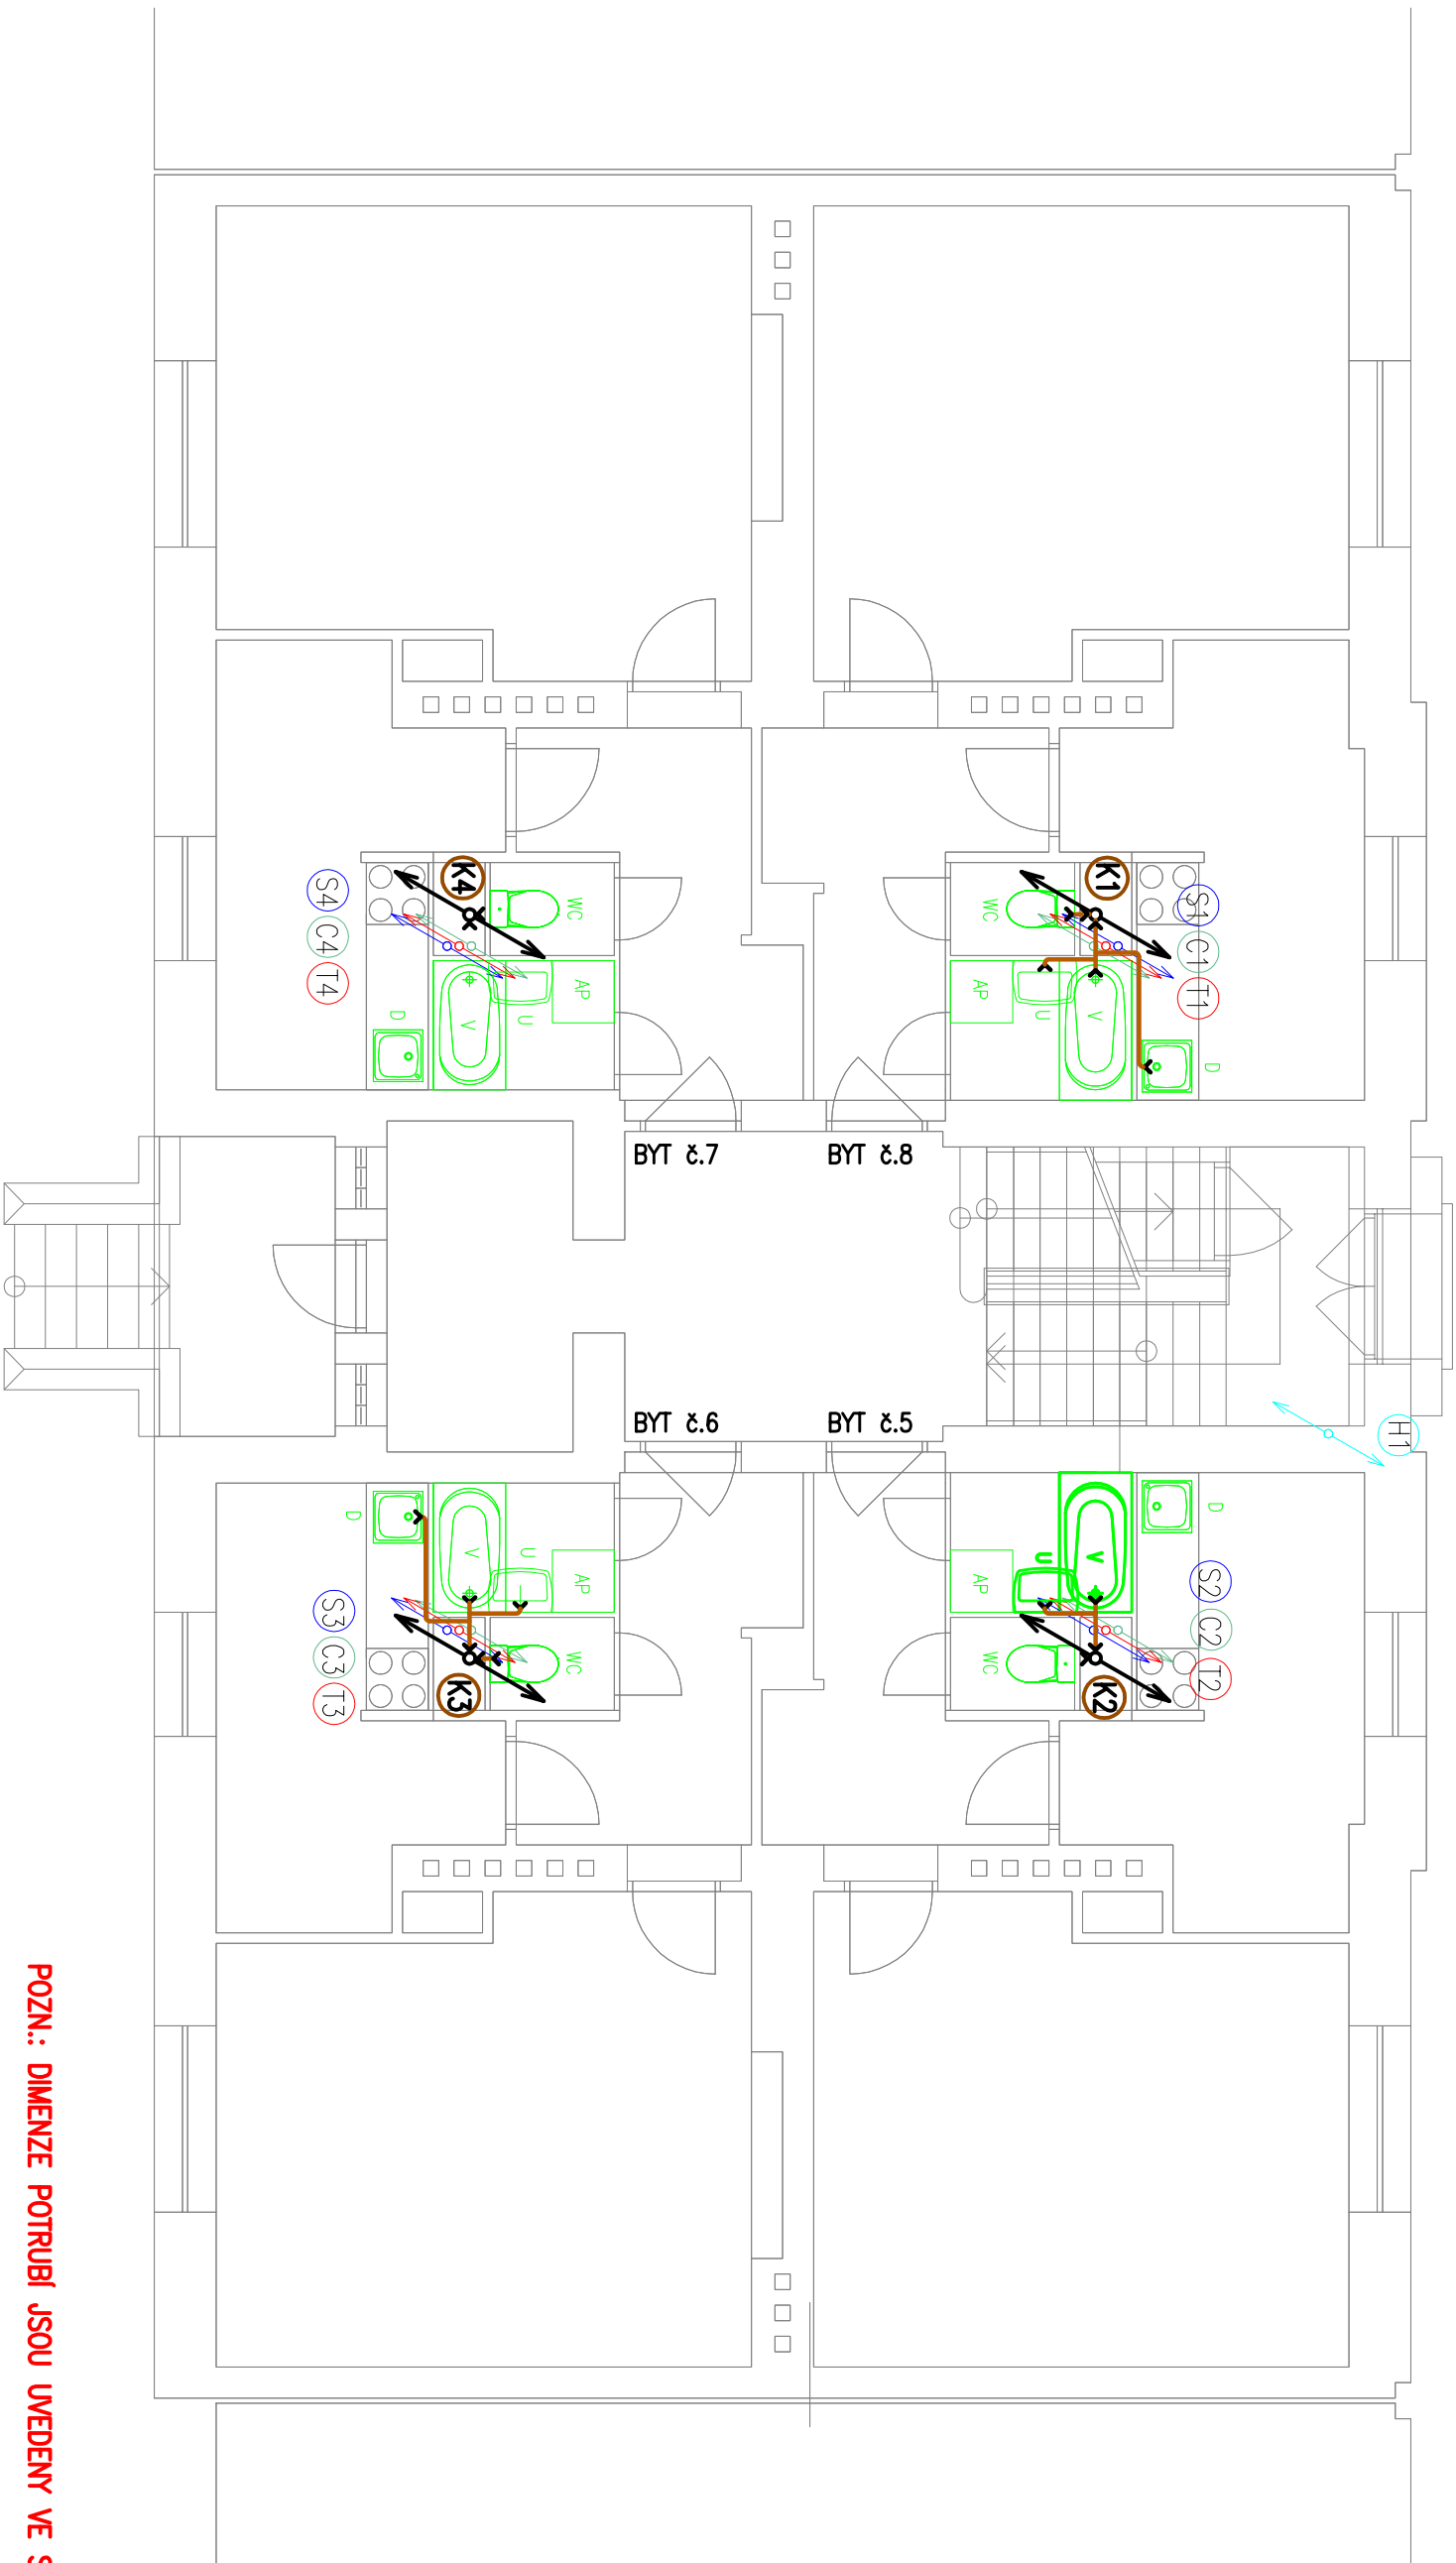 K4
WC
S4
C4
T4
AP
V
U
D
K1
WC
S1
C1
T1
AP
U
V
D
BYT č.7
BYT č.8
BYT č.6
BYT č.5
H1
D
V
U
AP
S3
C3
T3
WC
K3
D
V
U
AP
S2
C2
T2
WC
K2
POZN.: DIMENZE POTRUBÍ JSOU UVEDENY VE S